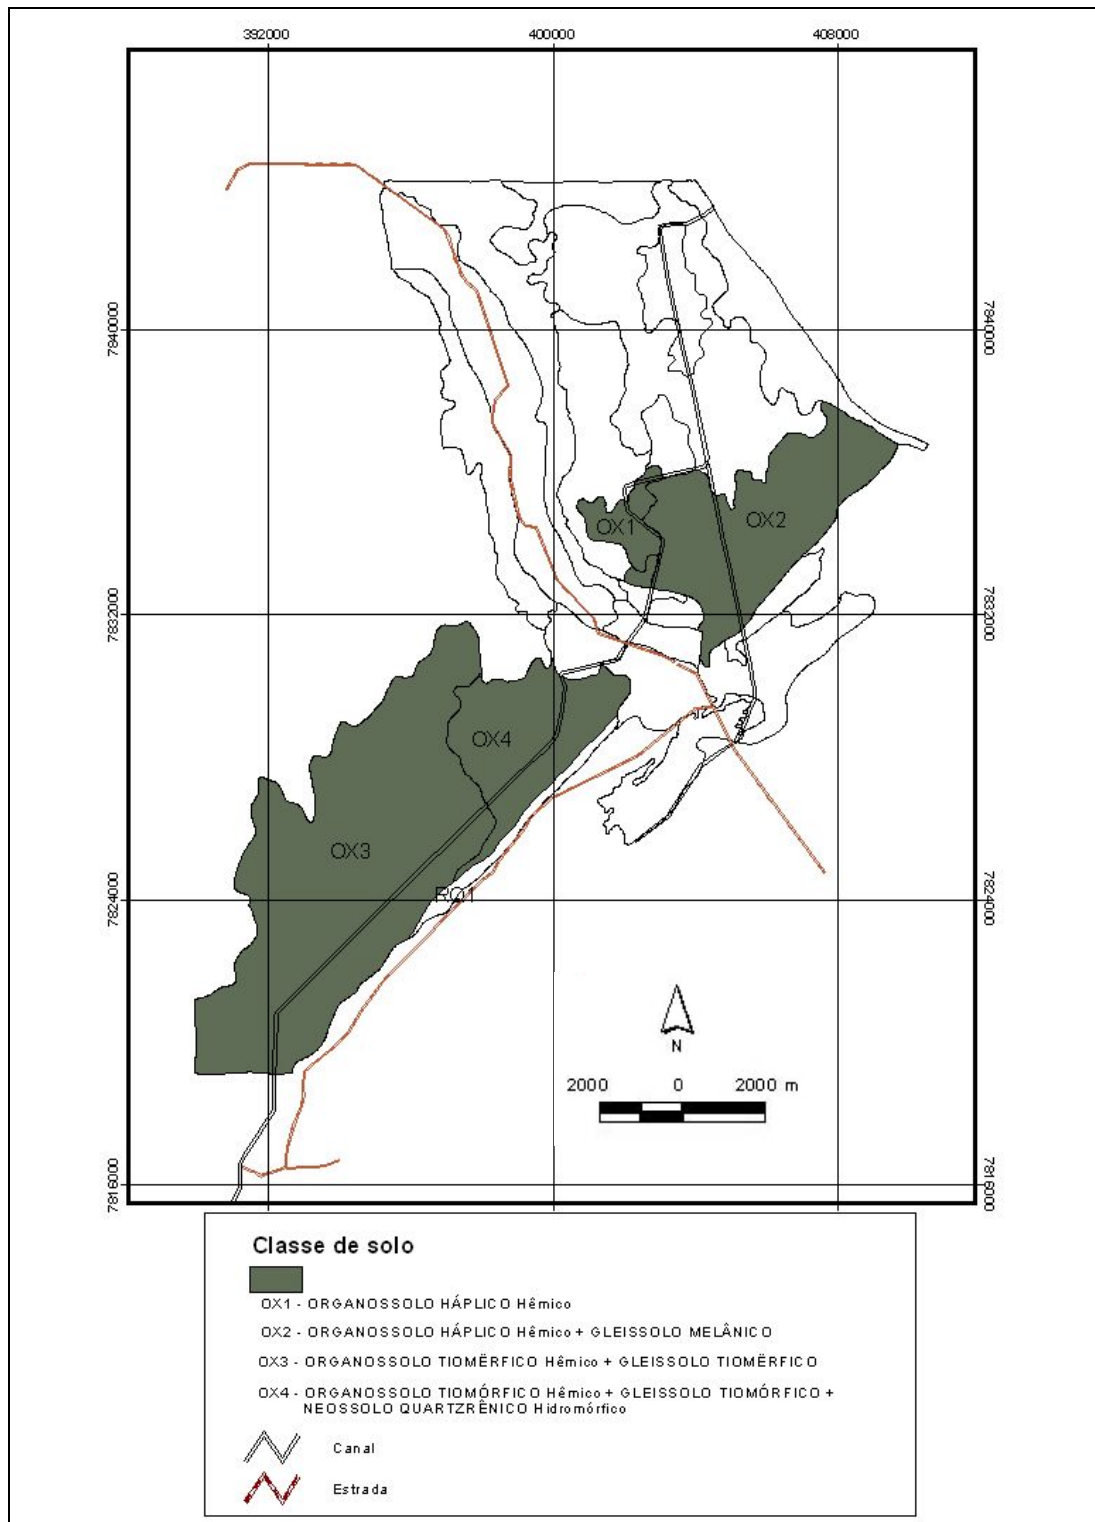 392000 400000 408000
7840000 7840000
OX1 OX2
7832000 7832000
OX4
OX3
RQ1
7824000 7824000
N
2000 0 2000 m
7816000 7816000
Classe de solo
OX1 - ORGANOSSOLO HÁPLICO Hêmico
OX2 - ORGANOSSOLO HÁPLICO Hêmico + GLEISSOLO MELÂNICO
OX3 - ORGANOSSOLO TIOMËRFICO Hêmico + GLEISSOLO TIOMËRFICO
OX4 - ORGANOSSOLO TIOMÓRFICO Hêmico + GLEISSOLO TIOMÓRFICO +
NEOSSOLO QUARTZRÊNICO Hidromórfico
Canal
Estrada